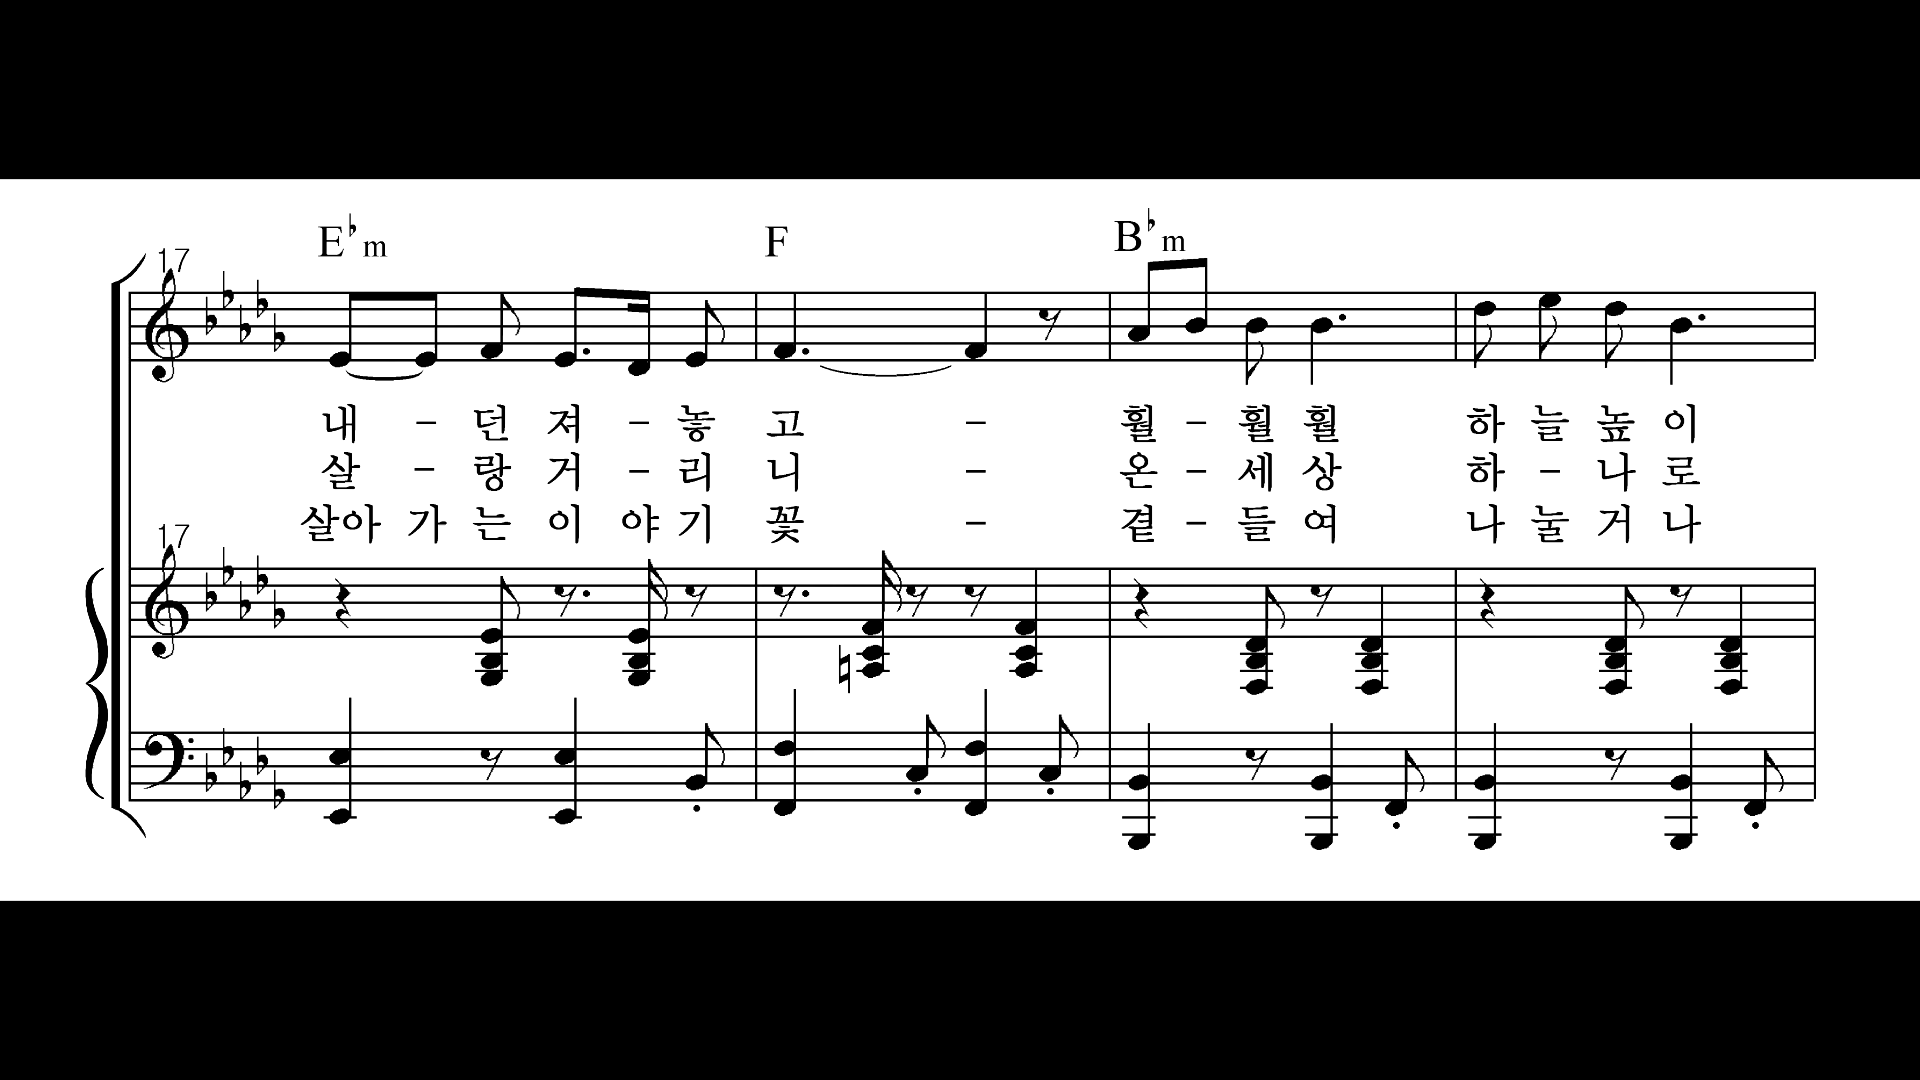 17
E♭m F B♭m
내 - 던 져 - 놓 고 - 훨 - 훨 훨 하 늘 높 이
살 - 랑 거 - 리 니 - 온 - 세 상 하 - 나 로
살아 가 는 이 야 기 꽃 - 곁 - 들 여 나 눌 거 나
17